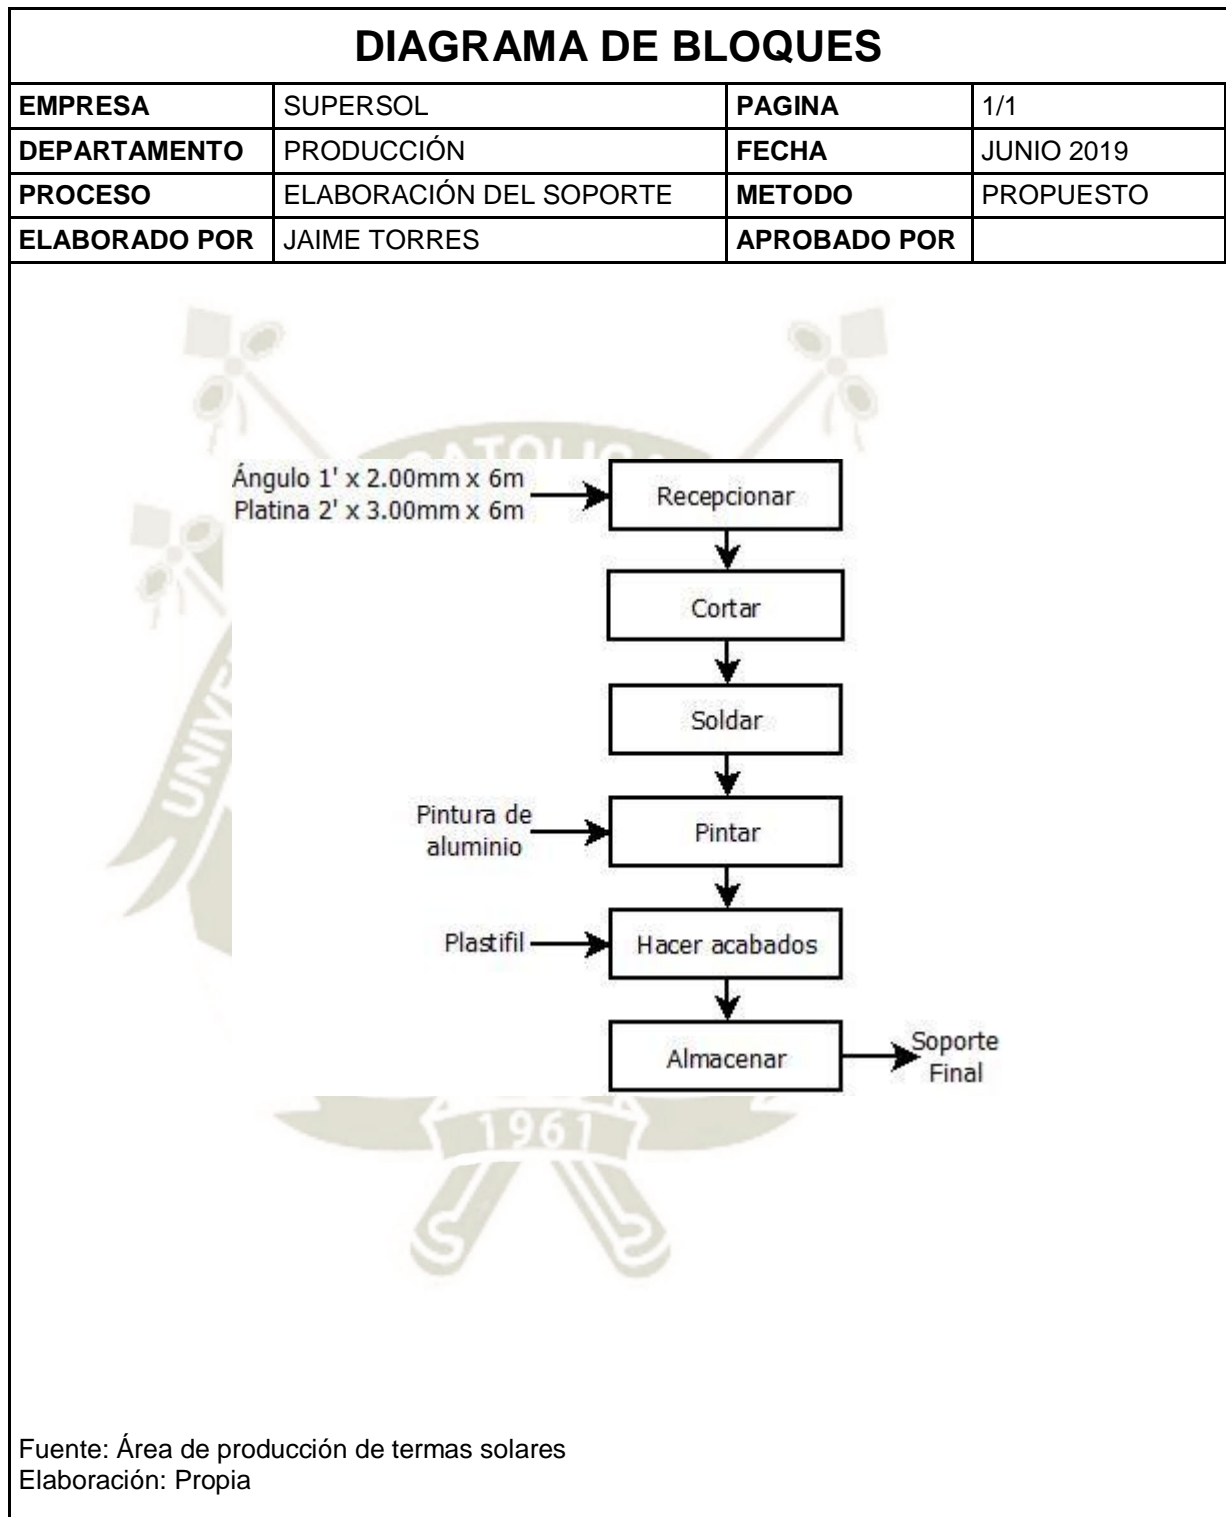 DIAGRAMA DE BLOQUES
EMPRESA SUPERSOL PAGINA 1/1
DEPARTAMENTO PRODUCCIÓN FECHA JUNIO 2019
PROCESO ELABORACIÓN DEL SOPORTE METODO PROPUESTO
ELABORADO POR JAIME TORRES APROBADO POR
Ángulo 1' x 2.00mm x 6m
Platina 2' x 3.00mm x 6m
Recepcionar
Cortar
Soldar
Pintura de
aluminio
Pintar
Plastifil
Hacer acabados
Almacenar
Soporte
Final
1961
Fuente: Área de producción de termas solares
Elaboración: Propia